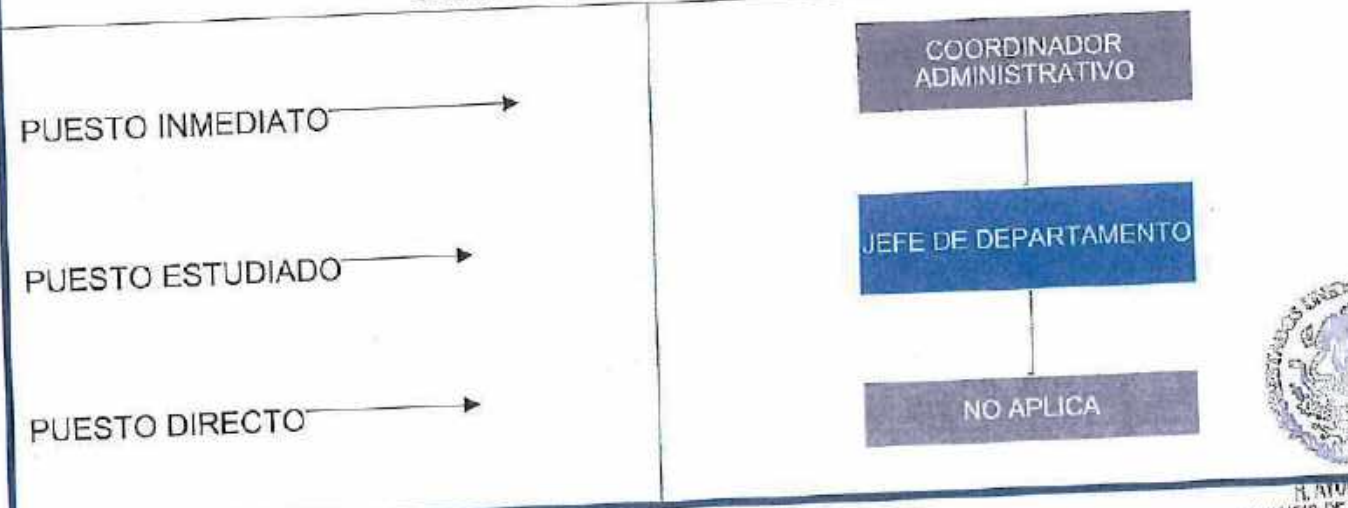 PUESTO INMEDIATO
COORDINADOR
ADMINISTRATIVO
PUESTO ESTUDIADO
JEFE DE DEPARTAMENTO
PUESTO DIRECTO
NO APLICA